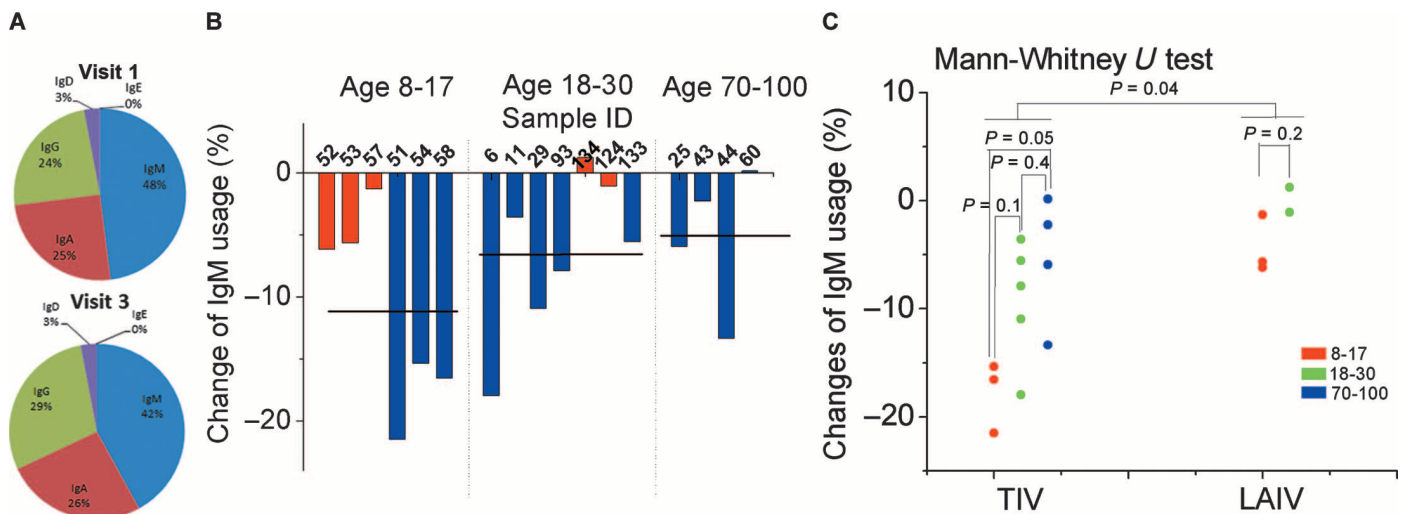 A
Visit 1
IgD
3%
IgE
0%
IgG
24%
IgM
48%
IgA
25%
Visit 3
IgD
3%
IgE
0%
IgG
29%
IgM
42%
IgA
26%
B
Age 8-17
Age 18-30
Age 70-100
Sample ID
52 53 57 51 54 58 6 11 29 93 134 124 133 25 43 44 60
0
−10
−20
Change of IgM usage (%)
C
Mann-Whitney U test
P = 0.04
P = 0.05
P = 0.4
P = 0.1
P = 0.2
10
0
−10
−20
Changes of IgM usage (%)
8-17
18-30
70-100
TIV LAIV